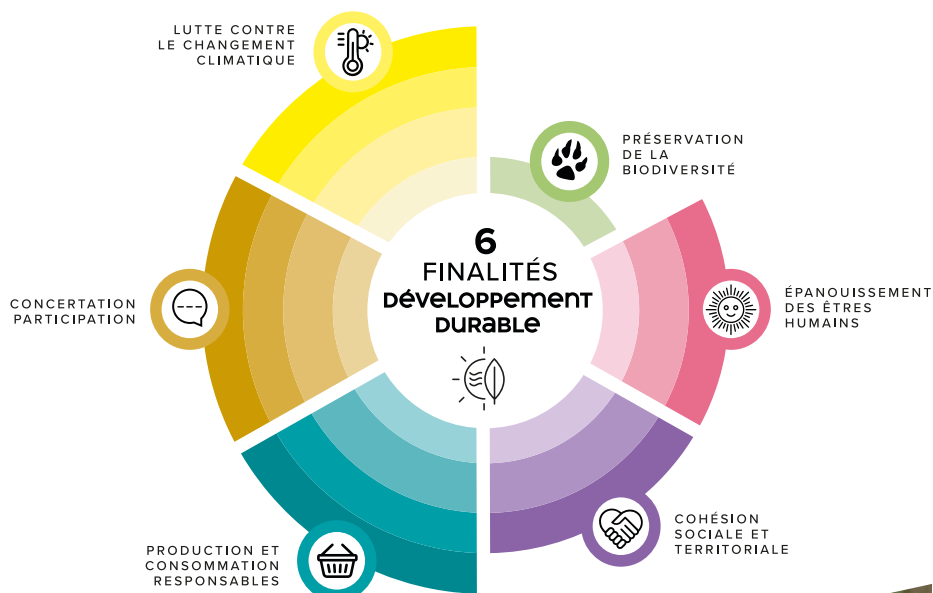 LUTTE CONTRE
LE CHANGEMENT
CLIMATIQUE
PRÉSERVATION
DE LA
BIODIVERSITÉ
6
FINALITÉS
DÉVELOPPEMENT
DURABLE
CONCERTATION
PARTICIPATION
ÉPANOUISSEMENT
DES ÊTRES
HUMAINS
COHÉSION
SOCIALE ET
TERRITORIALE
PRODUCTION ET
CONSOMMATION
RESPONSABLES